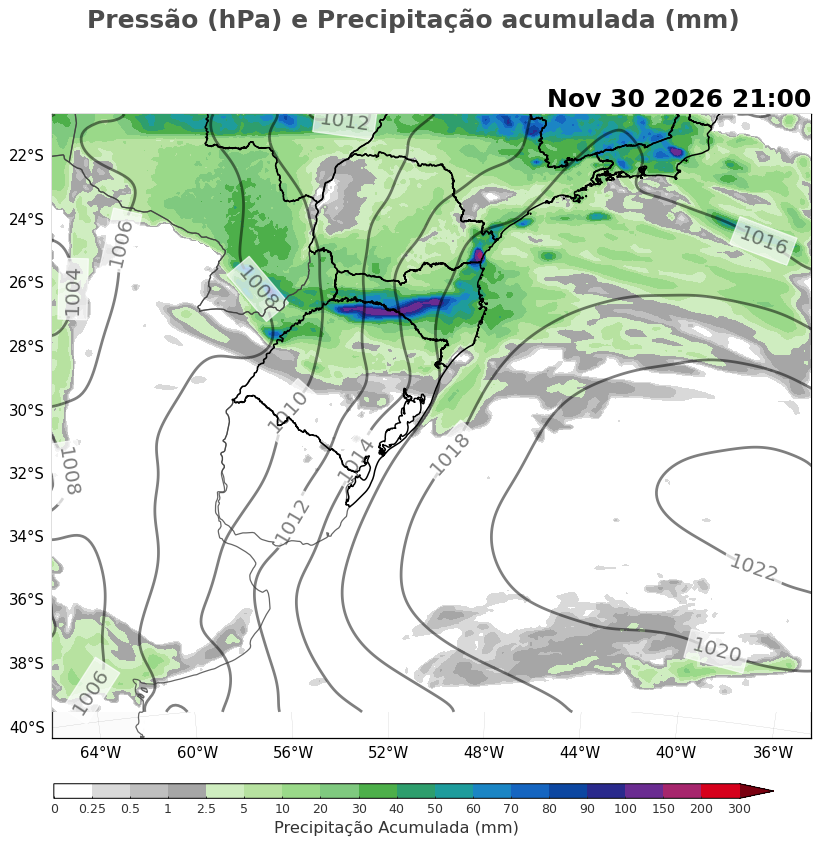 Pressão (hPa) e Precipitação acumulada (mm)
Nov 30 2026 21:00
1012
22°S
24°S
1006
1016
26°S
1004
1008
28°S
30°S
1010
1018
32°S
1014
1008
34°S
1012
1022
36°S
1020
38°S
1006
40°S
64°W 60°W 56°W 52°W 48°W 44°W 40°W 36°W
0 0.25 0.5 1 2.5 5 10 20 30 40 50 60 70 80 90 100 150 200 300
Precipitação Acumulada (mm)